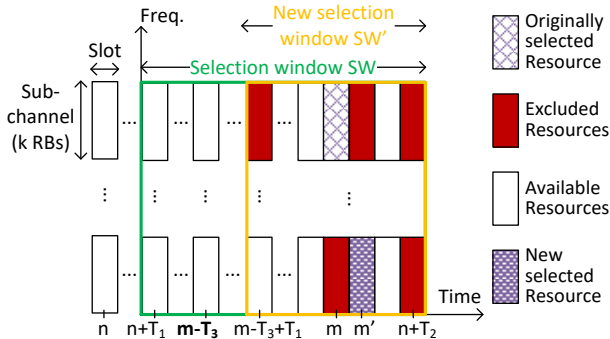 Freq.
New selection
window SW'
Slot
Selection window SW
Sub-
channel
(k RBs)
... ... ... ...
... ... ... ...
... ... ... ...
Time
n n+T₁ m-T₃ m-T₃+T₁ m m' n+T₂
Originally
selected
Resource
Excluded
Resources
Available
Resources
New
selected
Resource